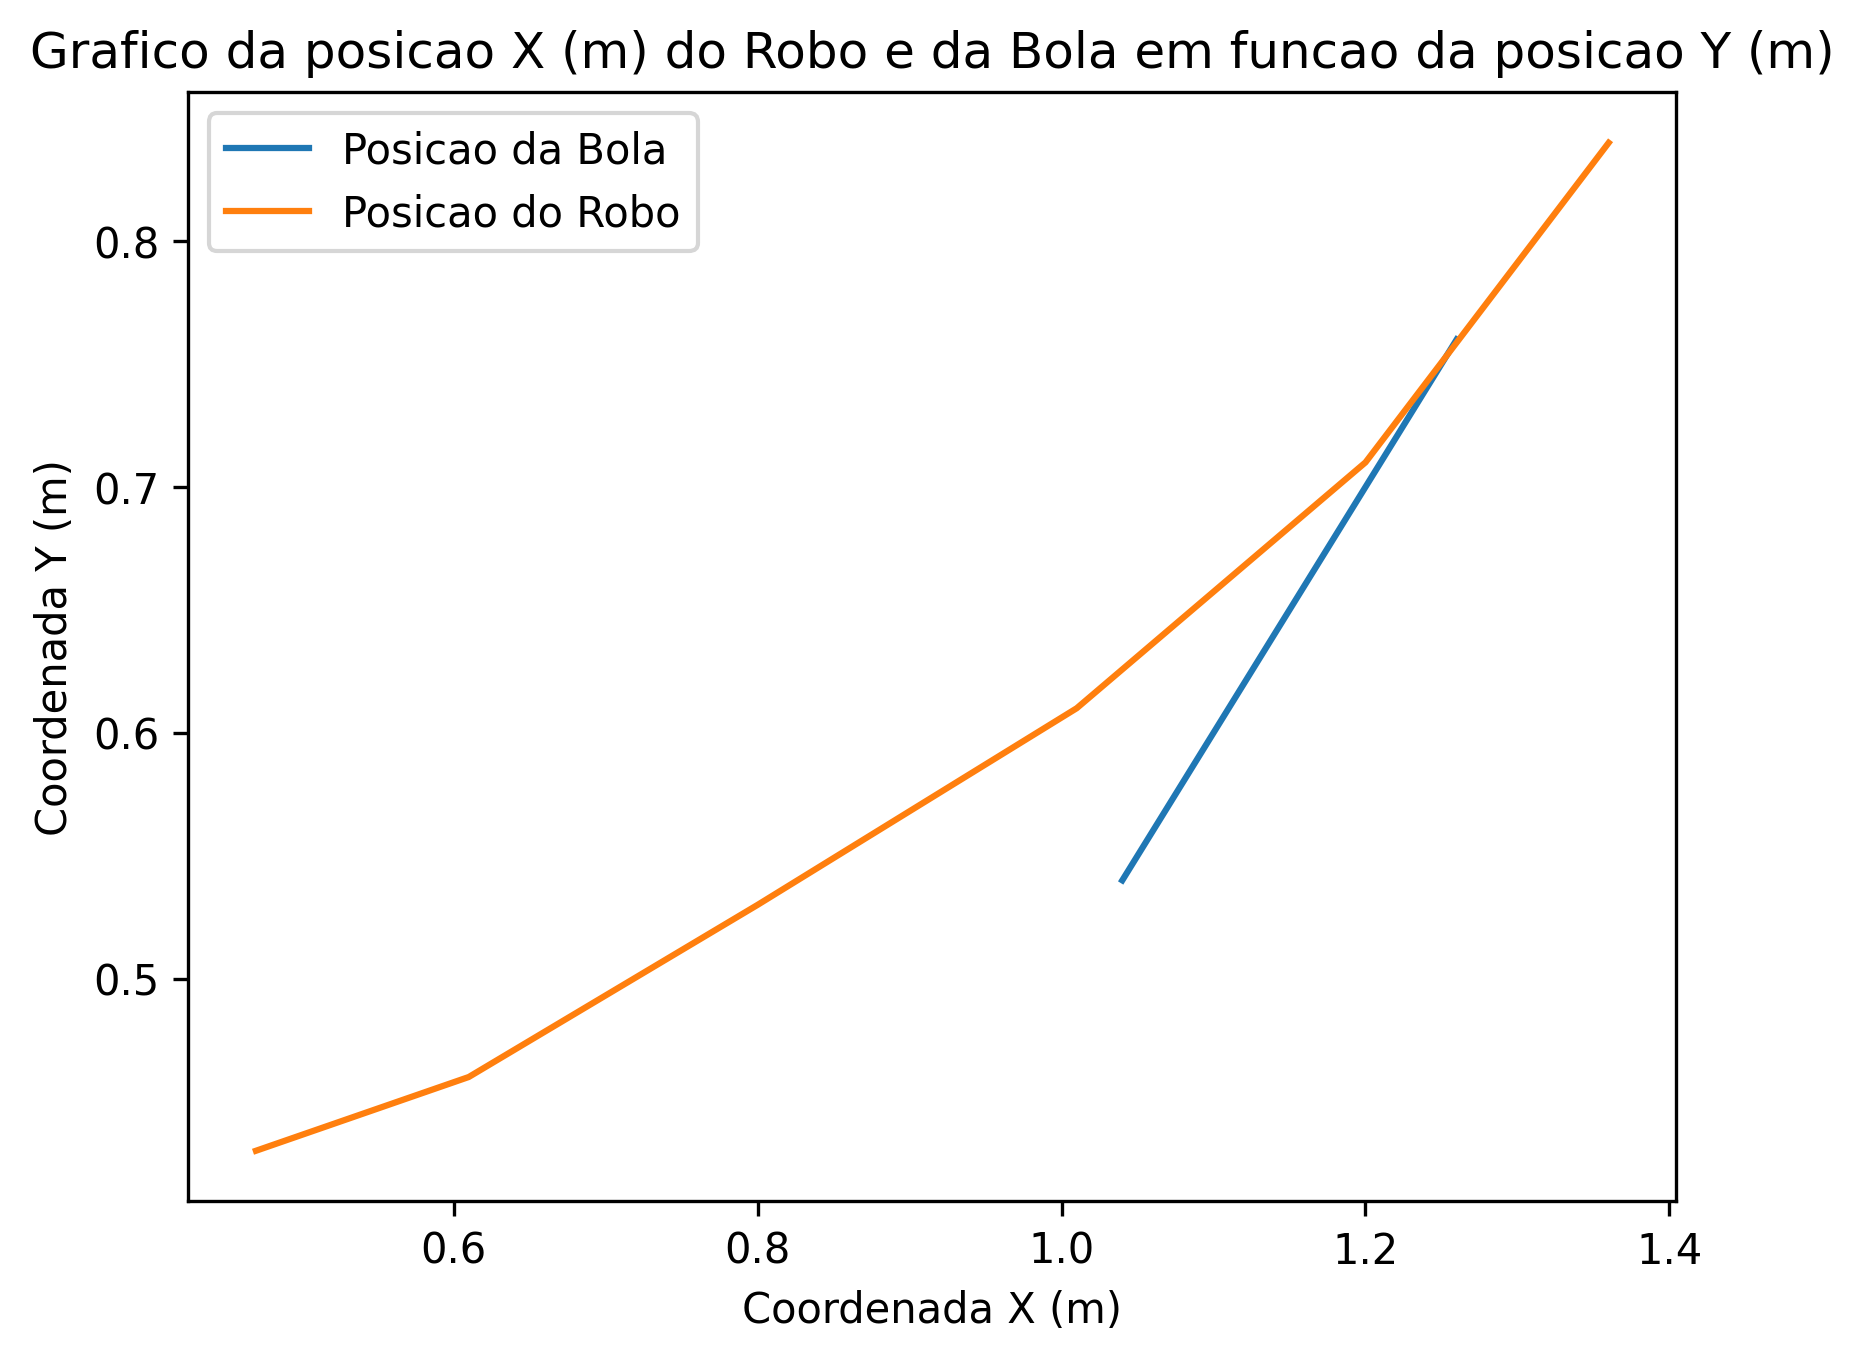 Grafico da posicao X (m) do Robo e da Bola em funcao da posicao Y (m)
Posicao da Bola
Posicao do Robo
0.8
0.7
0.6
0.5
Coordenada Y (m)
0.6 0.8 1.0 1.2 1.4
Coordenada X (m)